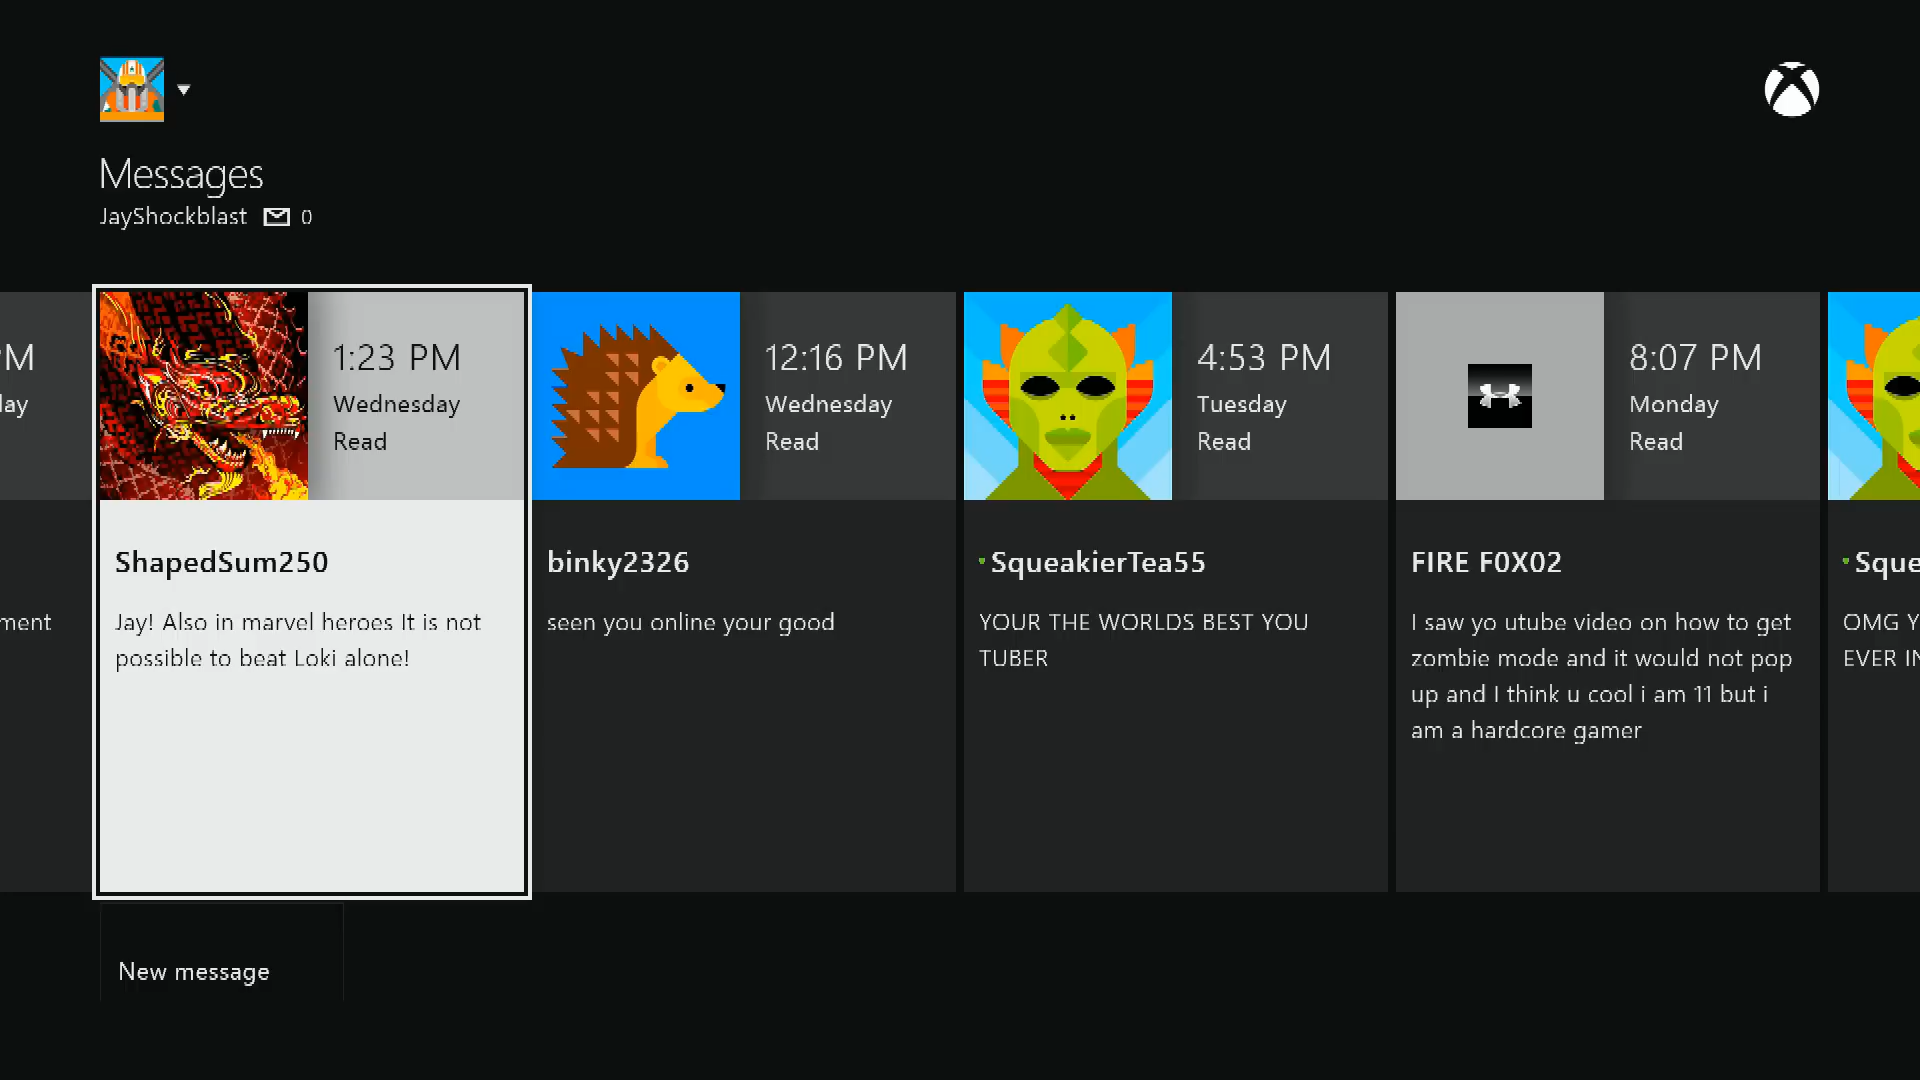 Messages
JayShockblast 0
PM
day
ment
1:23 PM
Wednesday
Read
ShapedSum250
Jay! Also in marvel heroes It is not
possible to beat Loki alone!
12:16 PM
Wednesday
Read
binky2326
seen you online your good
4:53 PM
Tuesday
Read
SqueakierTea55
YOUR THE WORLDS BEST YOU
TUBER
8:07 PM
Monday
Read
FIRE F0X02
I saw yo utube video on how to get
zombie mode and it would not pop
up and I think u cool i am 11 but i
am a hardcore gamer
Sque
OMG Y
EVER IN
New message